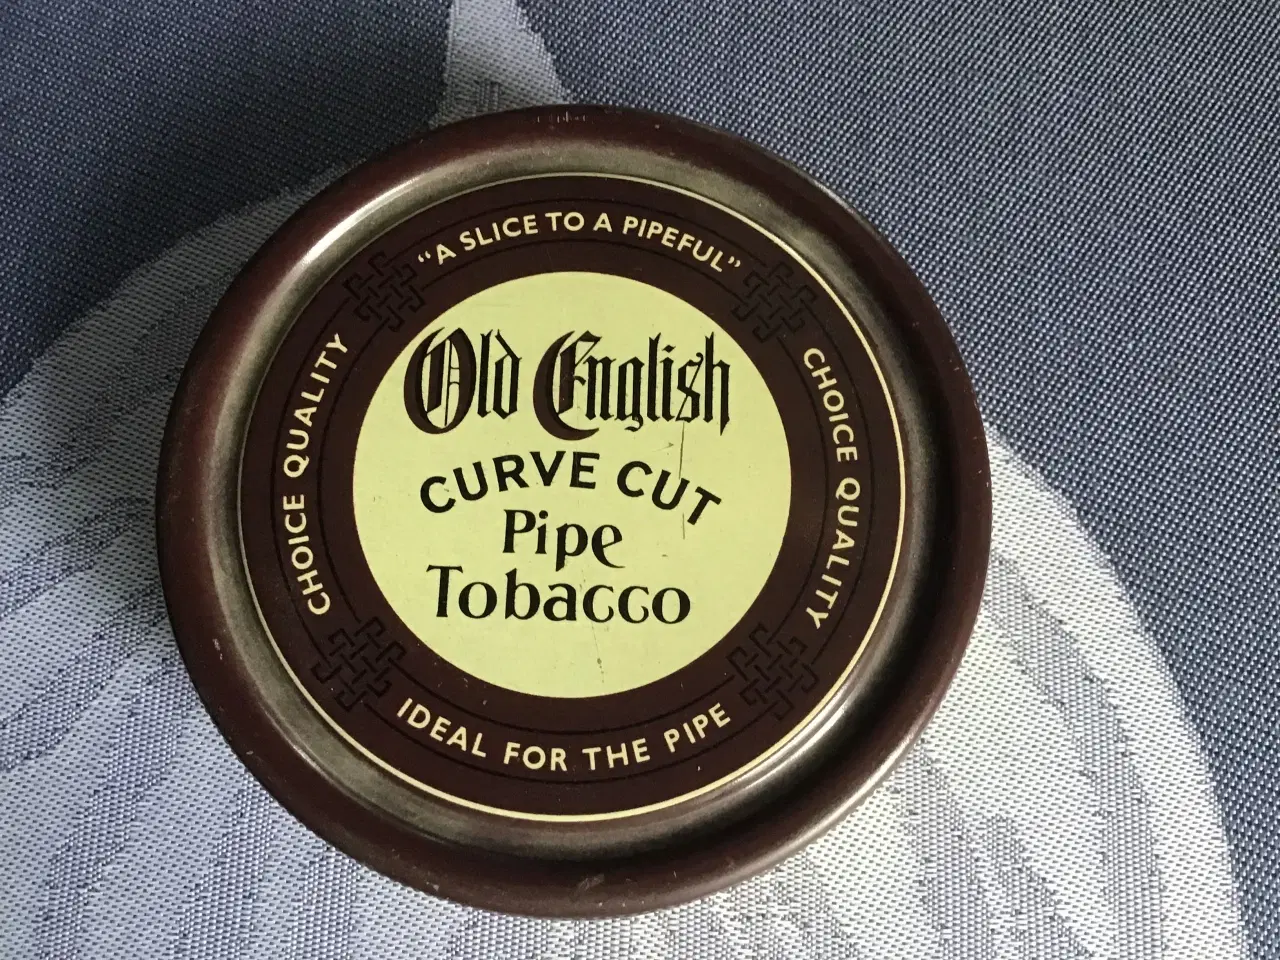 "A SLICE TO A PIPEFUL"
CHOICE QUALITY
Old English
CURVE CUT
Pipe
Tobacco
CHOICE QUALITY
IDEAL FOR THE PIPE